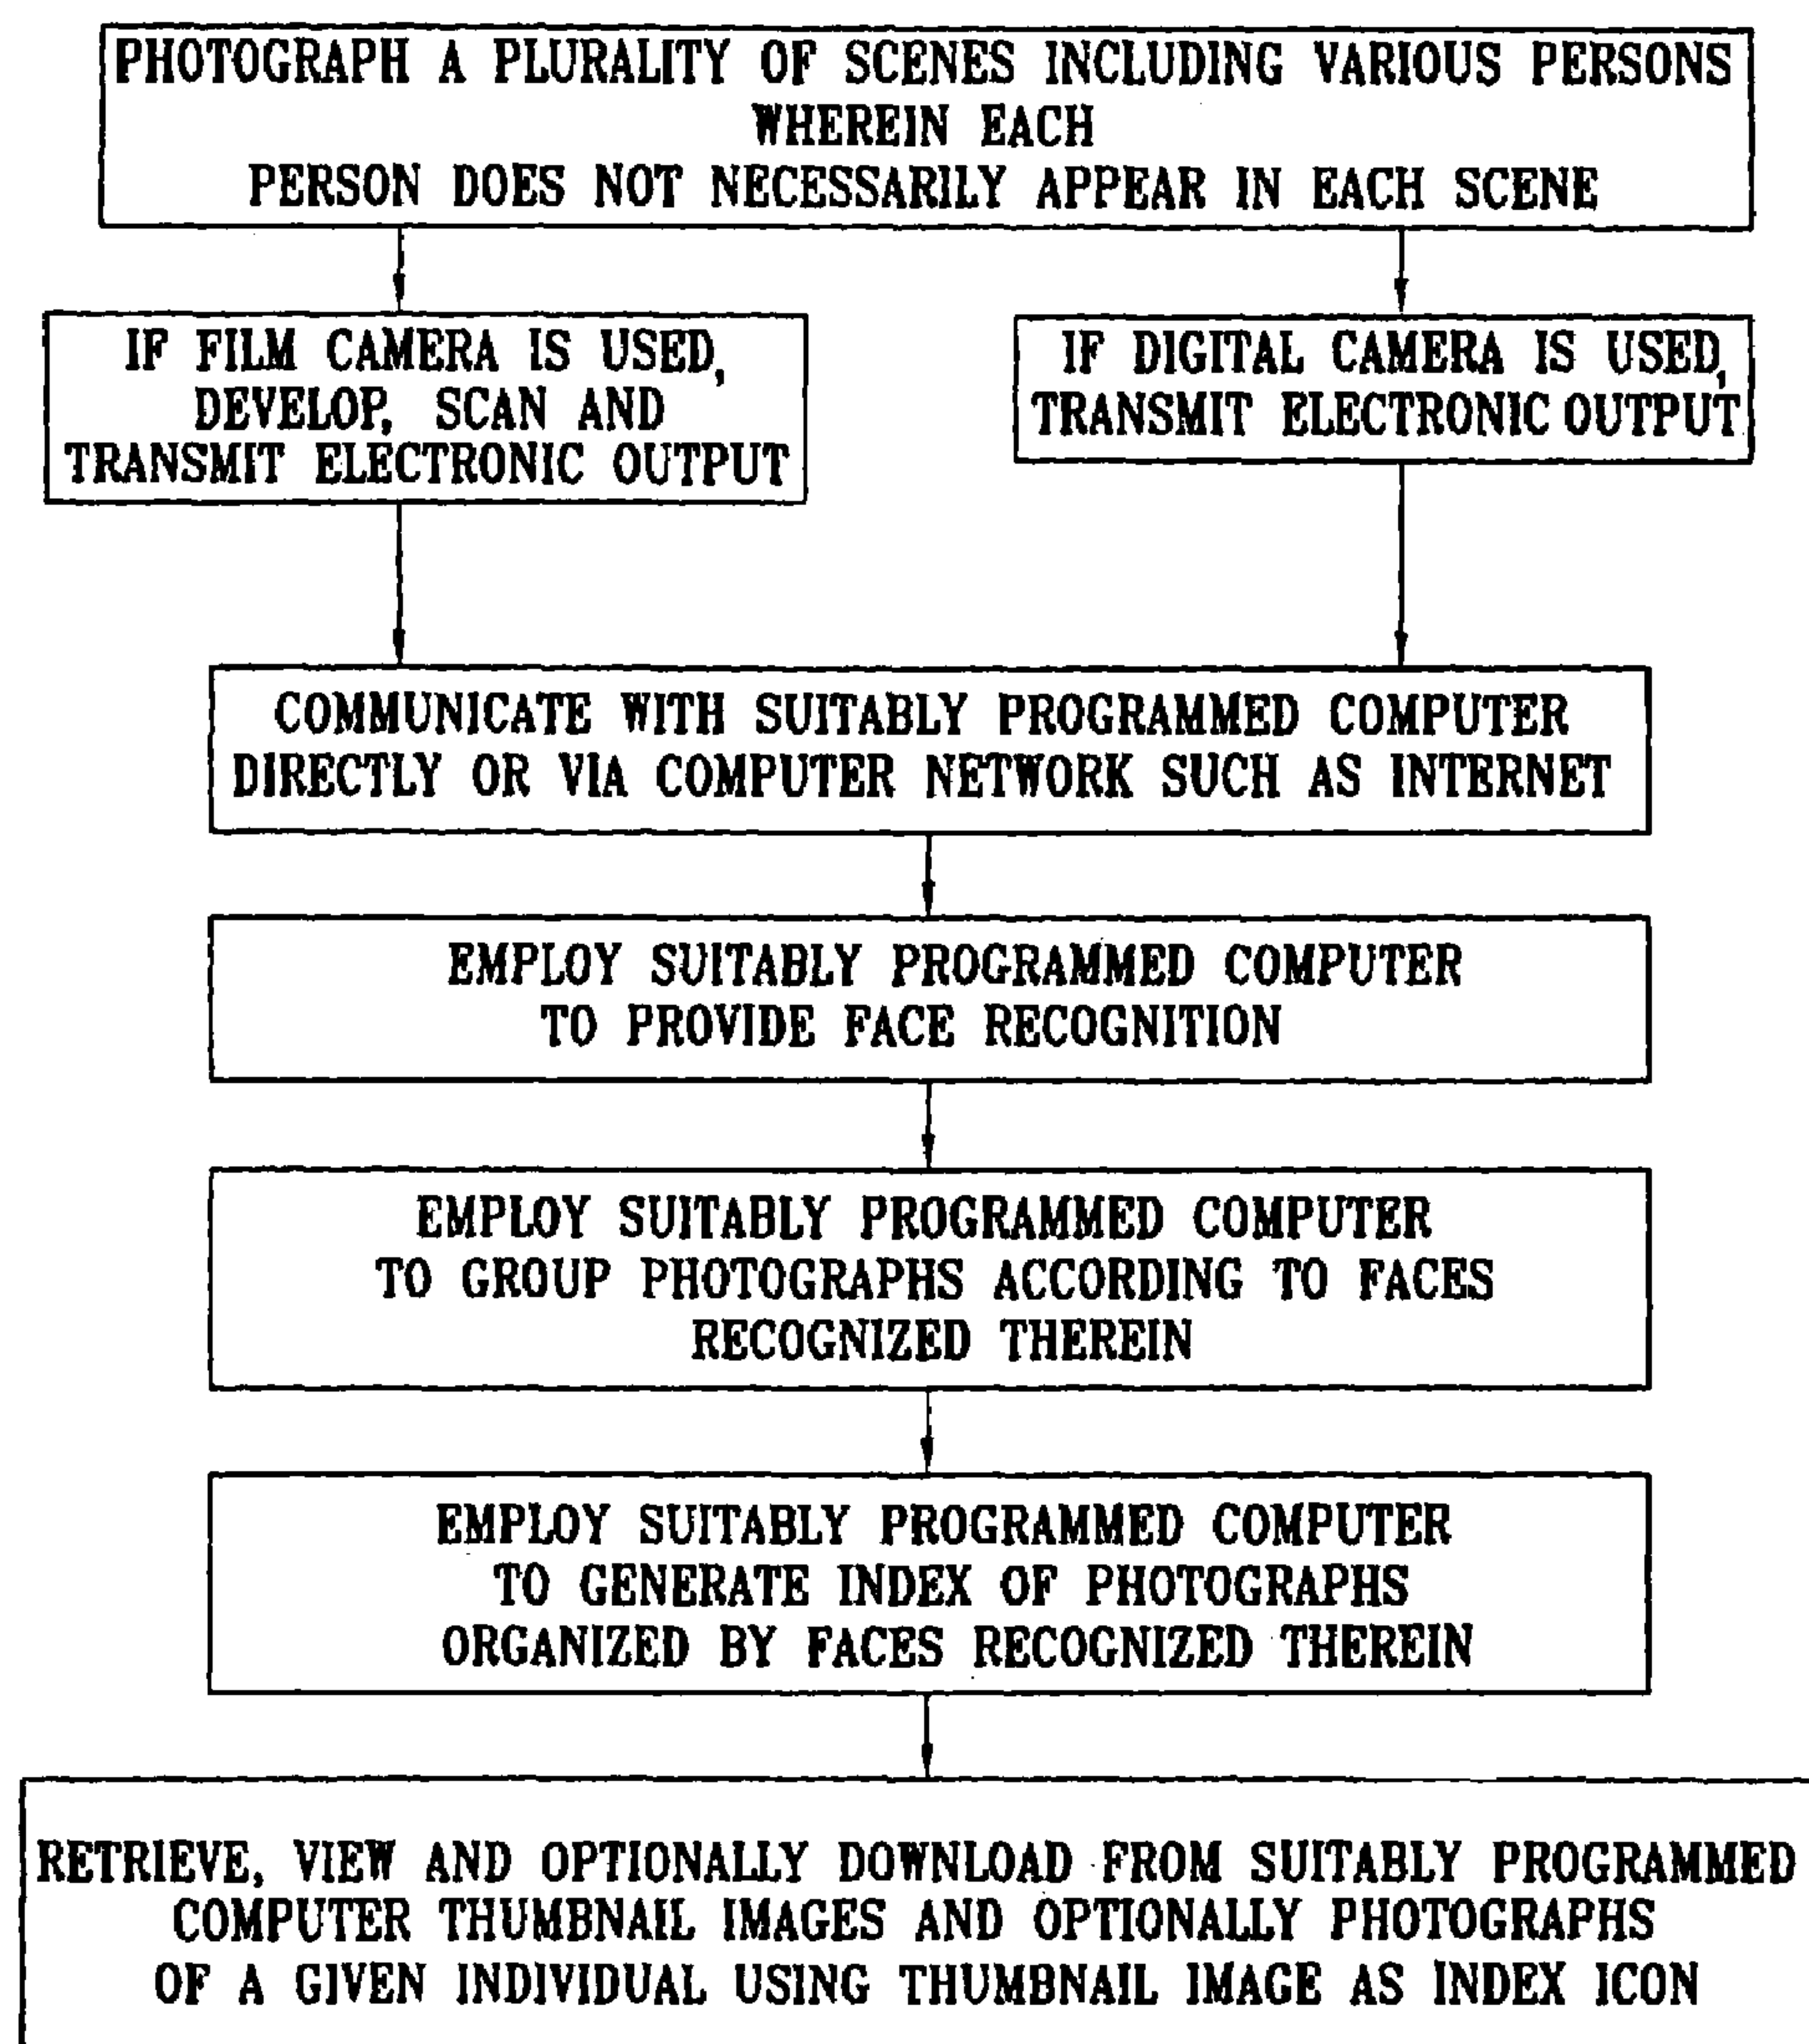 PHOTOGRAPH A PLURALITY OF SCENES INCLUDING VARIOUS PERSONS
WHEREIN EACH
PERSON DOES NOT NECESSARILY APPEAR IN EACH SCENE
IF FILM CAMERA IS USED,
DEVELOP, SCAN AND
TRANSMIT ELECTRONIC OUTPUT
IF DIGITAL CAMERA IS USED,
TRANSMIT ELECTRONIC OUTPUT
COMMUNICATE WITH SUITABLY PROGRAMMED COMPUTER
DIRECTLY OR VIA COMPUTER NETWORK SUCH AS INTERNET
EMPLOY SUITABLY PROGRAMMED COMPUTER
TO PROVIDE FACE RECOGNITION
EMPLOY SUITABLY PROGRAMMED COMPUTER
TO GROUP PHOTOGRAPHS ACCORDING TO FACES
RECOGNIZED THEREIN
EMPLOY SUITABLY PROGRAMMED COMPUTER
TO GENERATE INDEX OF PHOTOGRAPHS
ORGANIZED BY FACES RECOGNIZED THEREIN
RETRIEVE, VIEW AND OPTIONALLY DOWNLOAD FROM SUITABLY PROGRAMMED
COMPUTER THUMBNAIL IMAGES AND OPTIONALLY PHOTOGRAPHS
OF A GIVEN INDIVIDUAL USING THUMBNAIL IMAGE AS INDEX ICON